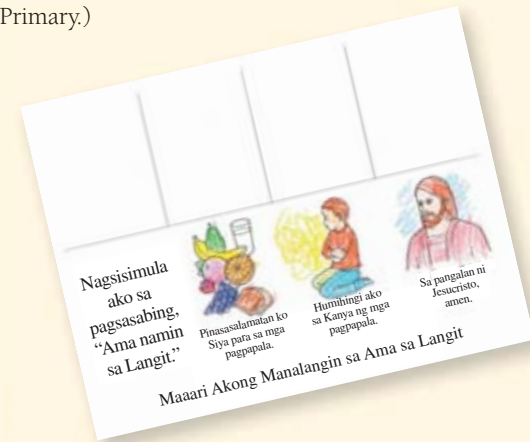 Primary.)
Nagsisimula
ako sa
pagsasabing,
“Ama namin
sa Langit.”
Pinasasalamatan ko
Siya para sa mga
pagpapala.
Humihingi ako
sa Kanya ng mga
pagpapala.
Sa pangalan ni
Jesucristo,
amen.
Maaari Akong Manalangin sa Ama sa Langit